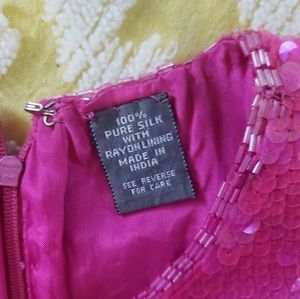 100%
PURE SILK
WITH
RAYON LINING
MADE IN
INDIA
SEE REVERSE
FOR CARE